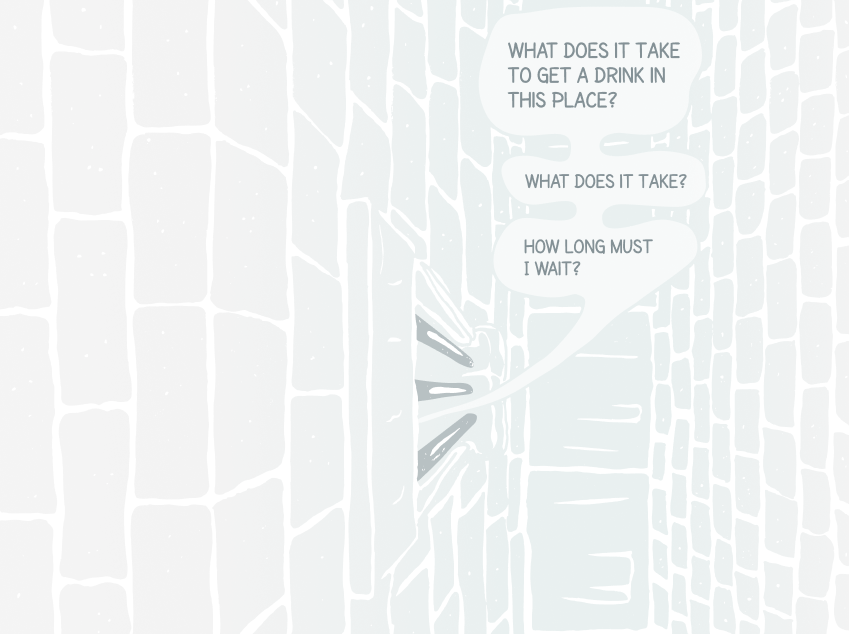 WHAT DOES IT TAKE
TO GET A DRINK IN
THIS PLACE?
WHAT DOES IT TAKE?
HOW LONG MUST
I WAIT?